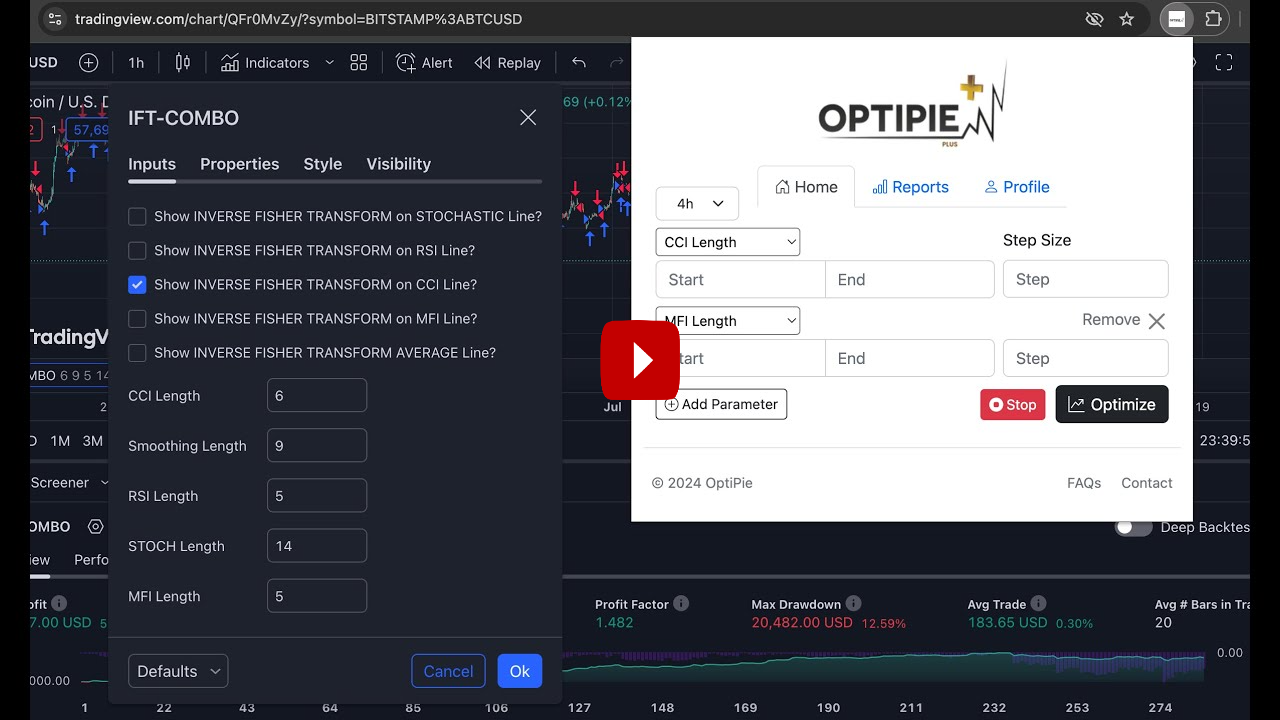 tradingview.com/chart/QFr0MvZy/?symbol=BITSTAMP%3ABTCUSD
USD
1h
Indicators
Alert
Replay
coin / U.S. D
69 (+0.12%
2
1
57,69
IFT-COMBO
Inputs
Properties
Style
Visibility
Show INVERSE FISHER TRANSFORM on STOCHASTIC Line?
Show INVERSE FISHER TRANSFORM on RSI Line?
Show INVERSE FISHER TRANSFORM on CCI Line?
Show INVERSE FISHER TRANSFORM on MFI Line?
Show INVERSE FISHER TRANSFORM AVERAGE Line?
CCI Length
6
Smoothing Length
9
RSI Length
5
STOCH Length
14
MFI Length
5
Defaults
Cancel
Ok
OPTIPIE
PLUS
4h
Home
Reports
Profile
CCI Length
Step Size
Start
End
Step
MFI Length
Remove
tart
End
Step
Add Parameter
Stop
Optimize
© 2024 OptiPie
FAQs
Contact
TradingV
MBO 6 9 5 14
2
Jul
19
D
1M
3M
23:39:5
Screener
OMBO
Deep Backtes
iew
Perfo
ofit
Profit Factor
Max Drawdown
Avg Trade
Avg # Bars in Tra
7.00 USD
5
1.482
20,482.00 USD
12.59%
183.65 USD
0.30%
20
0.00
000.00
1
22
43
64
85
106
127
148
169
190
211
232
253
274